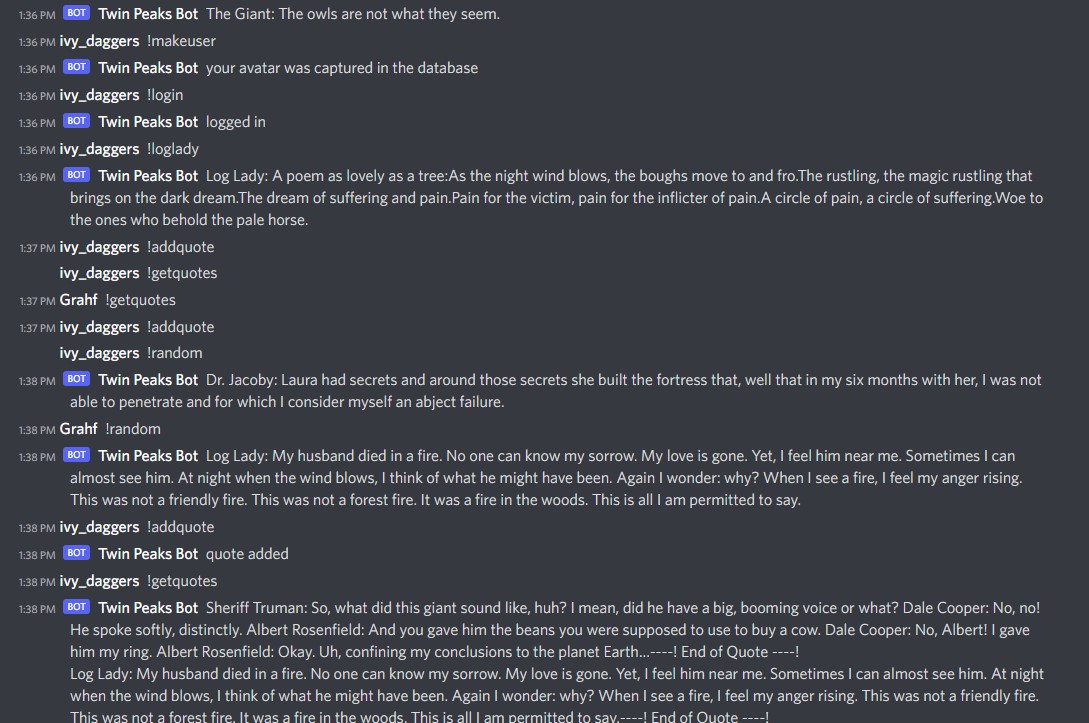 1:36 PM BOT Twin Peaks Bot The Giant: The owls are not what they seem.
1:36 PM ivy_daggers !makeuser
1:36 PM BOT Twin Peaks Bot your avatar was captured in the database
1:36 PM ivy_daggers !login
1:36 PM BOT Twin Peaks Bot logged in
1:36 PM ivy_daggers !loglady
1:36 PM BOT Twin Peaks Bot Log Lady: A poem as lovely as a tree:As the night wind blows, the boughs move to and fro.The rustling, the magic rustling that
brings on the dark dream.The dream of suffering and pain.Pain for the victim, pain for the inflicter of pain.A circle of pain, a circle of suffering.Woe to
the ones who behold the pale horse.
1:37 PM ivy_daggers !addquote
ivy_daggers !getquotes
1:37 PM Grahf !getquotes
1:37 PM ivy_daggers !addquote
ivy_daggers !random
1:38 PM BOT Twin Peaks Bot Dr. Jacoby: Laura had secrets and around those secrets she built the fortress that, well that in my six months with her, I was not
able to penetrate and for which I consider myself an abject failure.
1:38 PM Grahf !random
1:38 PM BOT Twin Peaks Bot Log Lady: My husband died in a fire. No one can know my sorrow. My love is gone. Yet, I feel him near me. Sometimes I can
almost see him. At night when the wind blows, I think of what he might have been. Again I wonder: why? When I see a fire, I feel my anger rising.
This was not a friendly fire. This was not a forest fire. It was a fire in the woods. This is all I am permitted to say.
1:38 PM ivy_daggers !addquote
1:38 PM BOT Twin Peaks Bot quote added
1:38 PM ivy_daggers !getquotes
1:38 PM BOT Twin Peaks Bot Sheriff Truman: So, what did this giant sound like, huh? I mean, did he have a big, booming voice or what? Dale Cooper: No, no!
He spoke softly, distinctly. Albert Rosenfield: And you gave him the beans you were supposed to use to buy a cow. Dale Cooper: No, Albert! I gave
him my ring. Albert Rosenfield: Okay. Uh, confining my conclusions to the planet Earth...----! End of Quote ----!
Log Lady: My husband died in a fire. No one can know my sorrow. My love is gone. Yet, I feel him near me. Sometimes I can almost see him. At night
when the wind blows, I think of what he might have been. Again I wonder: why? When I see a fire, I feel my anger rising. This was not a friendly fire.
This was not a forest fire. It was a fire in the woods. This is all I am permitted to say.----! End of Quote ----!